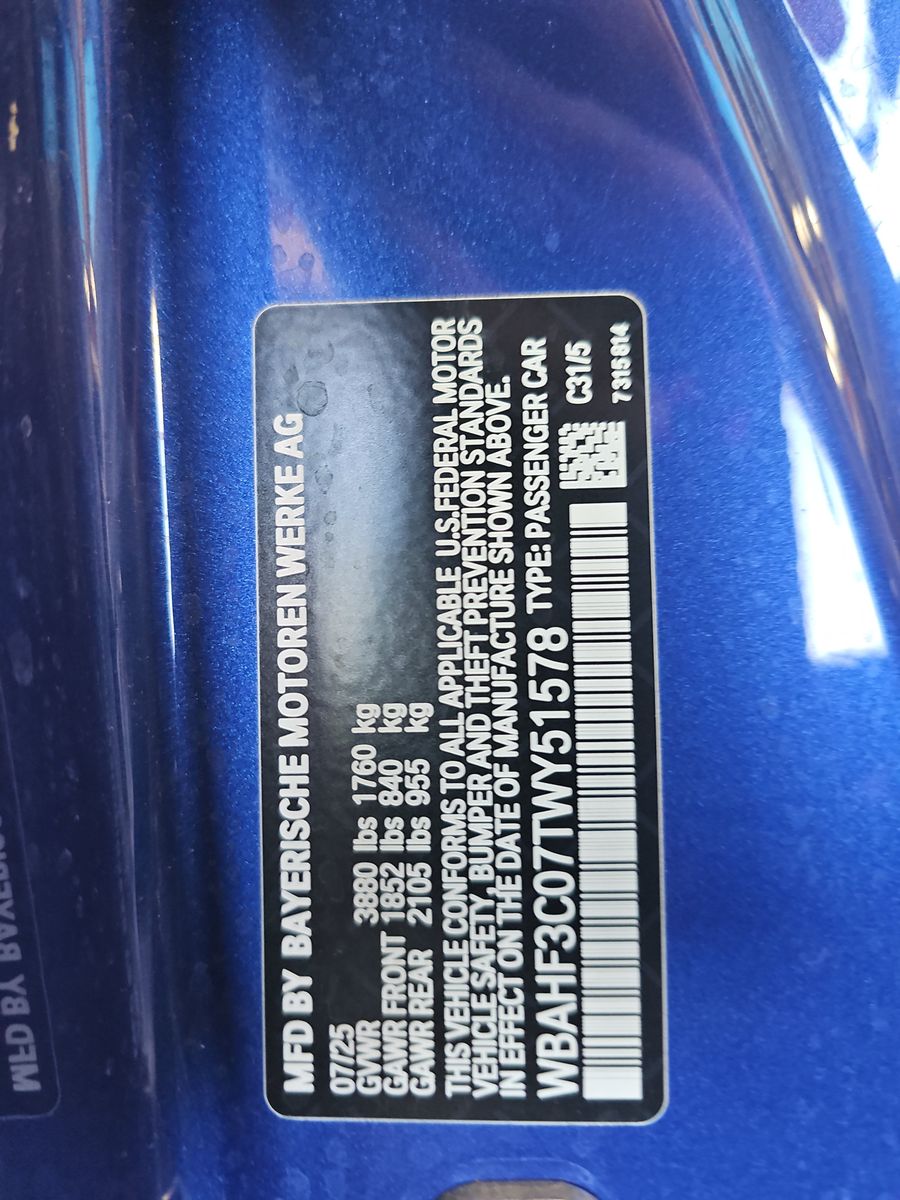 MFD BY BAYERISCHE MOTOREN WERKE AG
07/25
GVWR 3880 lbs 1760 kg
GAWR FRONT 1852 lbs 840 kg
GAWR REAR 2105 lbs 955 kg
THIS VEHICLE CONFORMS TO ALL APPLICABLE U.S.FEDERAL MOTOR
VEHICLE SAFETY, BUMPER AND THEFT PREVENTION STANDARDS
IN EFFECT ON THE DATE OF MANUFACTURE SHOWN ABOVE.
WBAHF3C07TWY51578 TYPE: PASSENGER CAR
C31/5
7 315 814
MFD BY